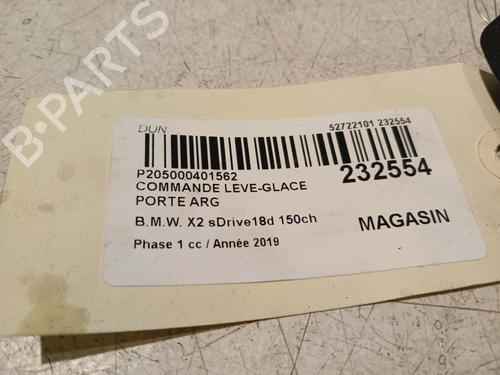 B-PARTS
DUN
52722101 232554
P205000401562
232554
COMMANDE LEVE-GLACE
PORTE ARG
B.M.W. X2 sDrive18d 150ch
MAGASIN
Phase 1 cc / Année 2019